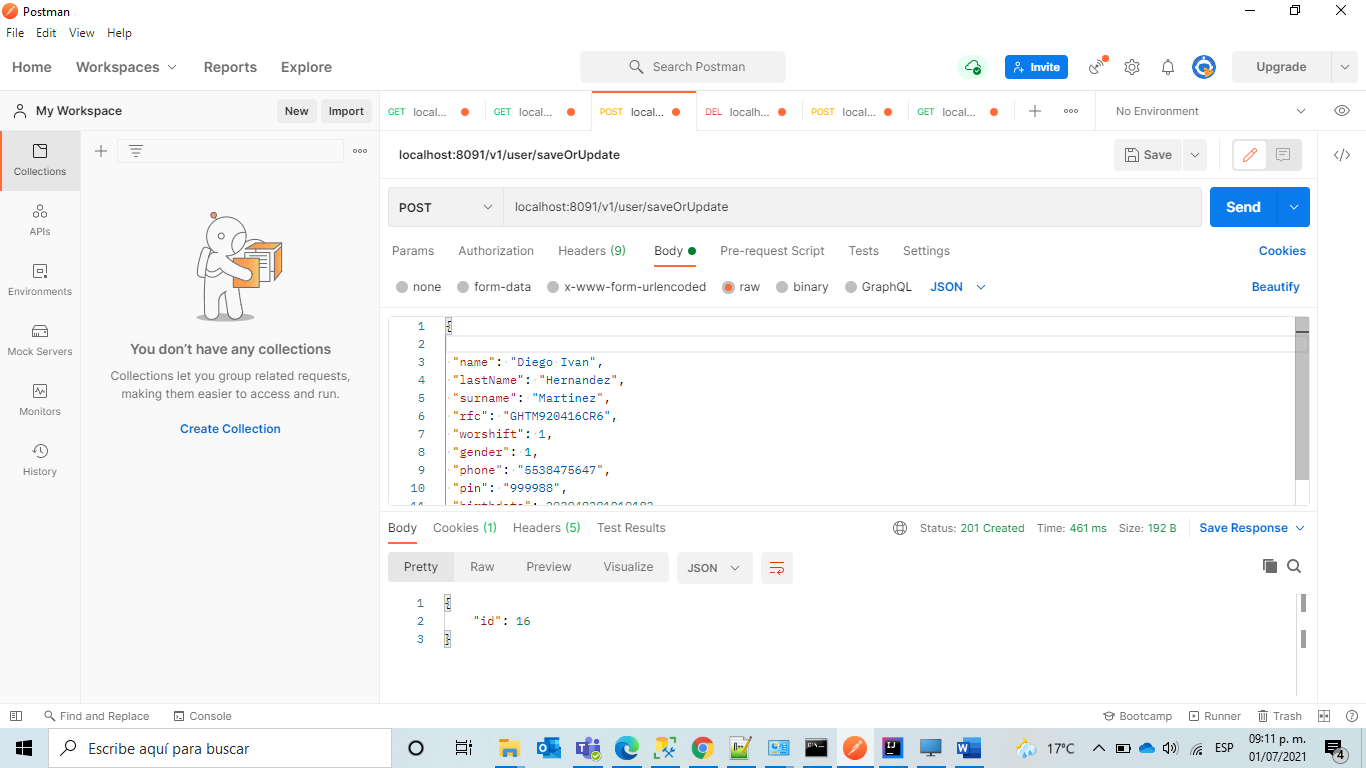 Postman
File Edit View Help
Home Workspaces Reports Explore Search Postman Invite Upgrade
My Workspace New Import
GET local... GET local... POST local... DEL localh... POST local... GET local... No Environment
Collections
APIs
Environments
Mock Servers
Monitors
History
You don't have any collections
Collections let you group related requests,
making them easier to access and run.
Create Collection
localhost:8091/v1/user/saveOrUpdate Save
POST localhost:8091/v1/user/saveOrUpdate Send
Params Authorization Headers (9) Body Pre-request Script Tests Settings Cookies
none form-data x-www-form-urlencoded raw binary GraphQL JSON Beautify
1 {
2
3 "name": "Diego Ivan",
4 "lastName": "Hernandez",
5 "surname": "Martinez",
6 "rfc": "GHTM920416CR6",
7 "worshift": 1,
8 "gender": 1,
9 "phone": "5538475647",
10 "pin": "999988",
Body Cookies (1) Headers (5) Test Results Status: 201 Created Time: 461 ms Size: 192 B Save Response
Pretty Raw Preview Visualize JSON
1 {
2 "id": 16
3 }
Find and Replace Console Bootcamp Runner Trash
Escribe aquí para buscar 17°C ESP 09:11 p. m.
01/07/2021 4